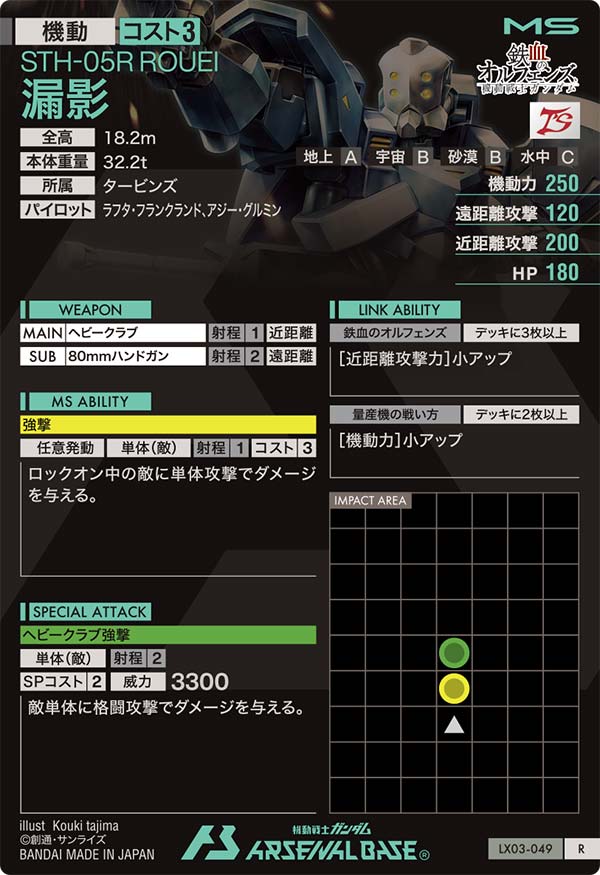 機動 コスト3 MS
STH-05R ROUEI
漏影
鉄血の
オルフェンズ
機動戦士ガンダム
T'S
全高 18.2m
本体重量 32.2t
所属 タービンズ
パイロット ラフタ・フランクランド、アジー・グルミン
地上 A 宇宙 B 砂漠 B 水中 C
機動力 250
遠距離攻撃 120
近距離攻撃 200
HP 180
WEAPON
MAIN ヘビークラブ 射程 1 近距離
SUB 80mmハンドガン 射程 2 遠距離
MS ABILITY
強撃
任意発動 単体(敵) 射程 1 コスト 3
ロックオン中の敵に単体攻撃でダメージ
を与える。
SPECIAL ATTACK
ヘビークラブ強撃
単体(敵) 射程 2
SPコスト 2 威力 3300
敵単体に格闘攻撃でダメージを与える。
LINK ABILITY
鉄血のオルフェンズ デッキに3枚以上
[近距離攻撃力]小アップ
量産機の戦い方 デッキに2枚以上
[機動力]小アップ
IMPACT AREA
illust Kouki tajima
©創通・サンライズ
BANDAI MADE IN JAPAN
機動戦士ガンダム
AB ARSENAL BASE®
LX03-049 R